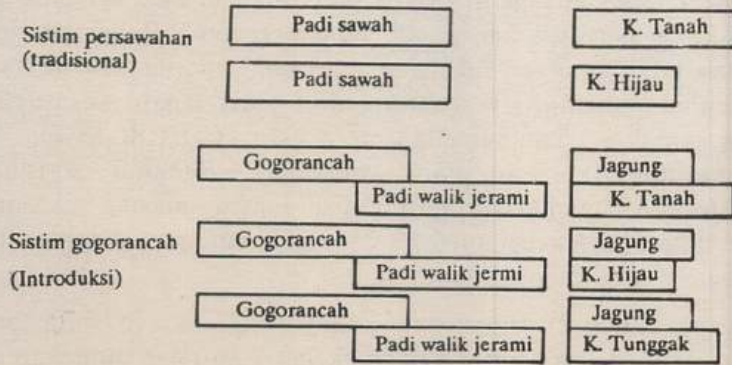 Sistim persawahan
(tradisional)
Padi sawah
K. Tanah
Padi sawah
K. Hijau
Sistim gogorancah
(Introduksi)
Gogorancah
Jagung
Padi walik jerami
K. Tanah
Gogorancah
Jagung
Padi walik jermi
K. Hijau
Gogorancah
Jagung
Padi walik jerami
K. Tunggak